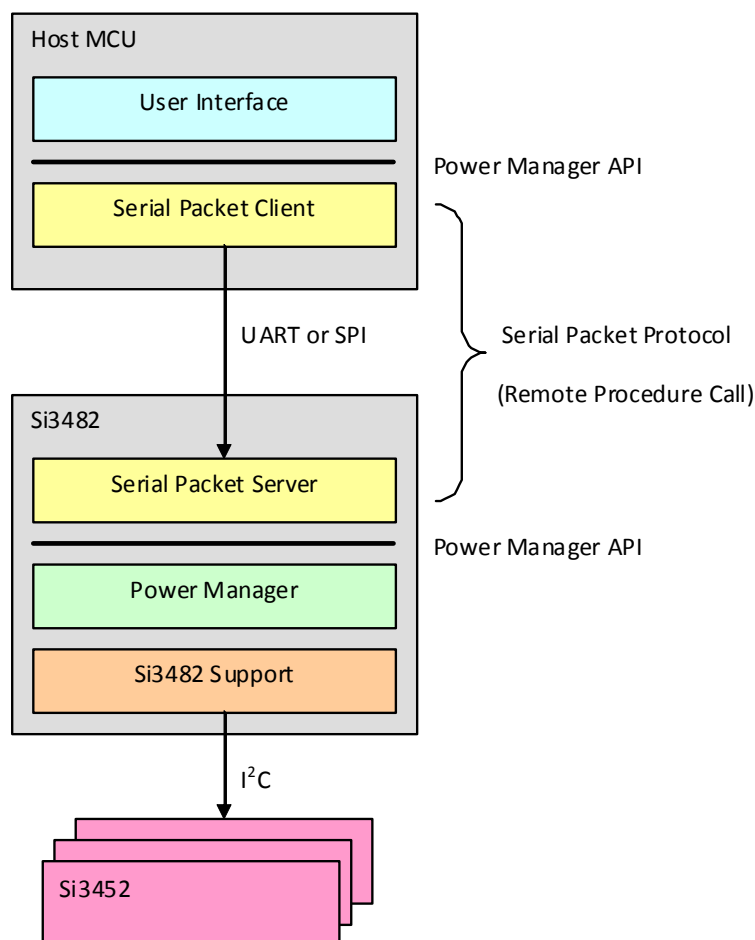 Host MCU
User Interface
Power Manager API
Serial Packet Client
UART or SPI
Serial Packet Protocol
(Remote Procedure Call)
Si3482
Serial Packet Server
Power Manager API
Power Manager
Si3482 Support
I²C
Si3452